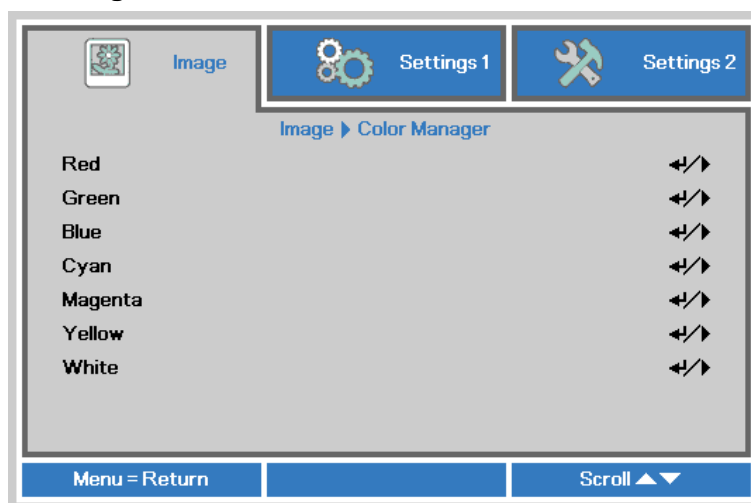 Image Settings 1 Settings 2
Image ▶ Color Manager
Red ↵/▶
Green ↵/▶
Blue ↵/▶
Cyan ↵/▶
Magenta ↵/▶
Yellow ↵/▶
White ↵/▶
Menu = Return Scroll ▲▼